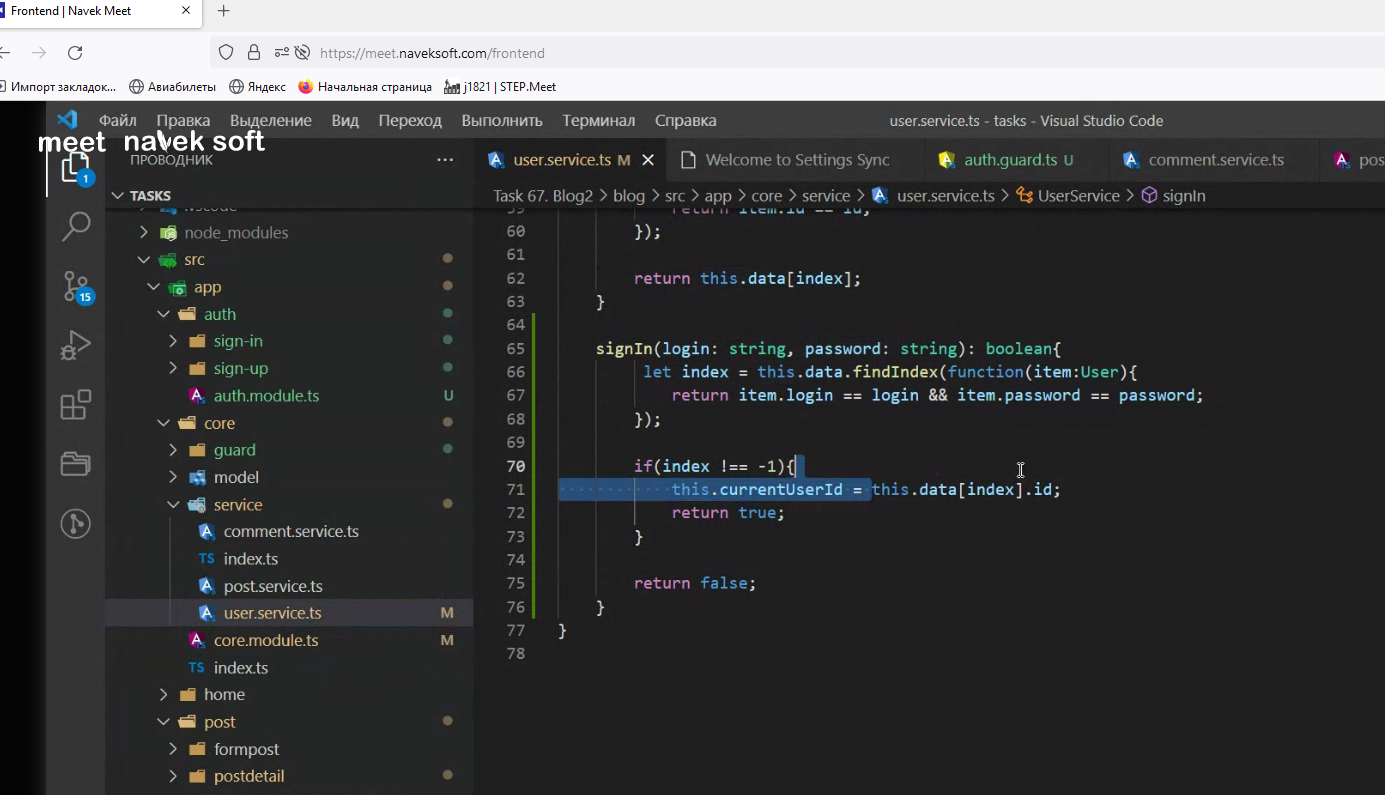 Frontend | Navek Meet
https://meet.naveksoft.com/frontend
Импорт закладок... Авиабилеты Яндекс Начальная страница j1821 | STEP.Meet
Файл Правка Выделение Вид Переход Выполнить Терминал Справка user.service.ts - tasks - Visual Studio Code
meet navek soft
ПРОВОДНИК ...
user.service.ts M Welcome to Settings Sync auth.guard.ts U comment.service.ts pos
1
TASKS
Task 67. Blog2 > blog > src > app > core > service > user.service.ts > UserService > signIn
.vscode
node_modules
src
app
auth
sign-in
sign-up
auth.module.ts U
core
guard
model
service
comment.service.ts
TS index.ts
post.service.ts
user.service.ts M
core.module.ts M
TS index.ts
home
post
formpost
postdetail
15
59 return item.id == id;
60 });
61
62 return this.data[index];
63 }
64
65 signIn(login: string, password: string): boolean{
66 let index = this.data.findIndex(function(item:User){
67 return item.login == login && item.password == password;
68 });
69
70 if(index !== -1){
71 this.currentUserId = this.data[index].id;
72 return true;
73 }
74
75 return false;
76 }
77 }
78